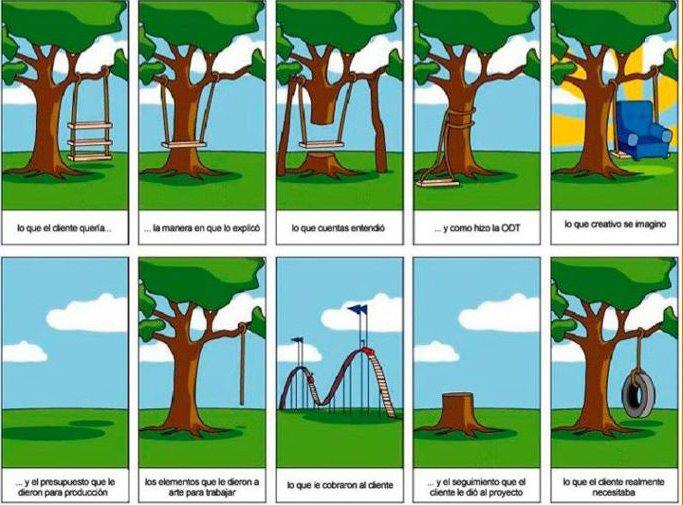 lo que el cliente quería...
... la manera en que lo explicó
lo que cuentas entendió
... y como hizo la ODT
lo que creativo se imagino
... y el presupuesto que le
dieron para producción
los elementos que le dieron a
arte para trabajar
lo que le cobraron al cliente
... y el seguimiento que el
cliente le dió al proyecto
lo que el cliente realmente
necesitaba